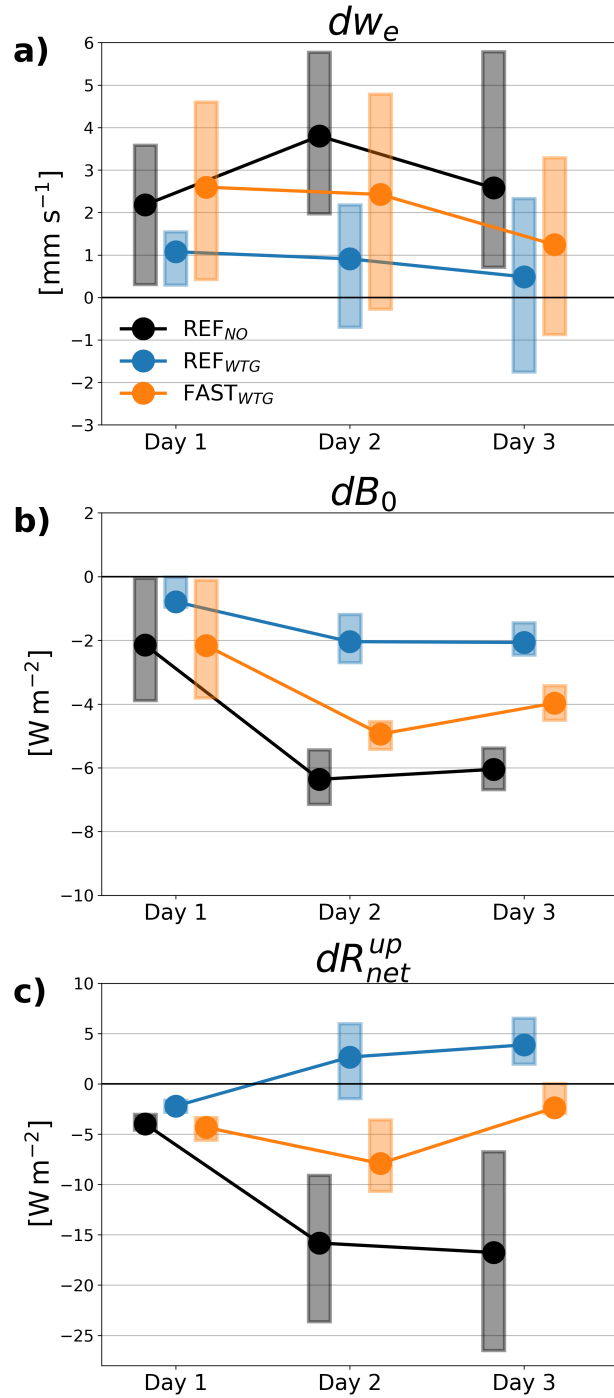 dwₑ
a)
6
5
4
3
2
1
0
−1
−2
−3
[mm s⁻¹]
REF_NO
REF_WTG
FAST_WTG
Day 1 Day 2 Day 3
dB₀
b)
2
0
−2
−4
−6
−8
−10
[W m⁻²]
Day 1 Day 2 Day 3
dR_net^up
c)
10
5
0
−5
−10
−15
−20
−25
[W m⁻²]
Day 1 Day 2 Day 3